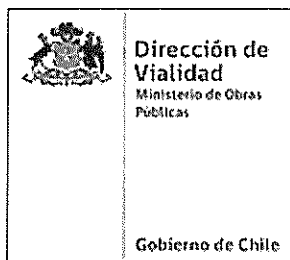 Dirección de
Vialidad
Ministerio de Obras
Públicas
Gobierno de Chile